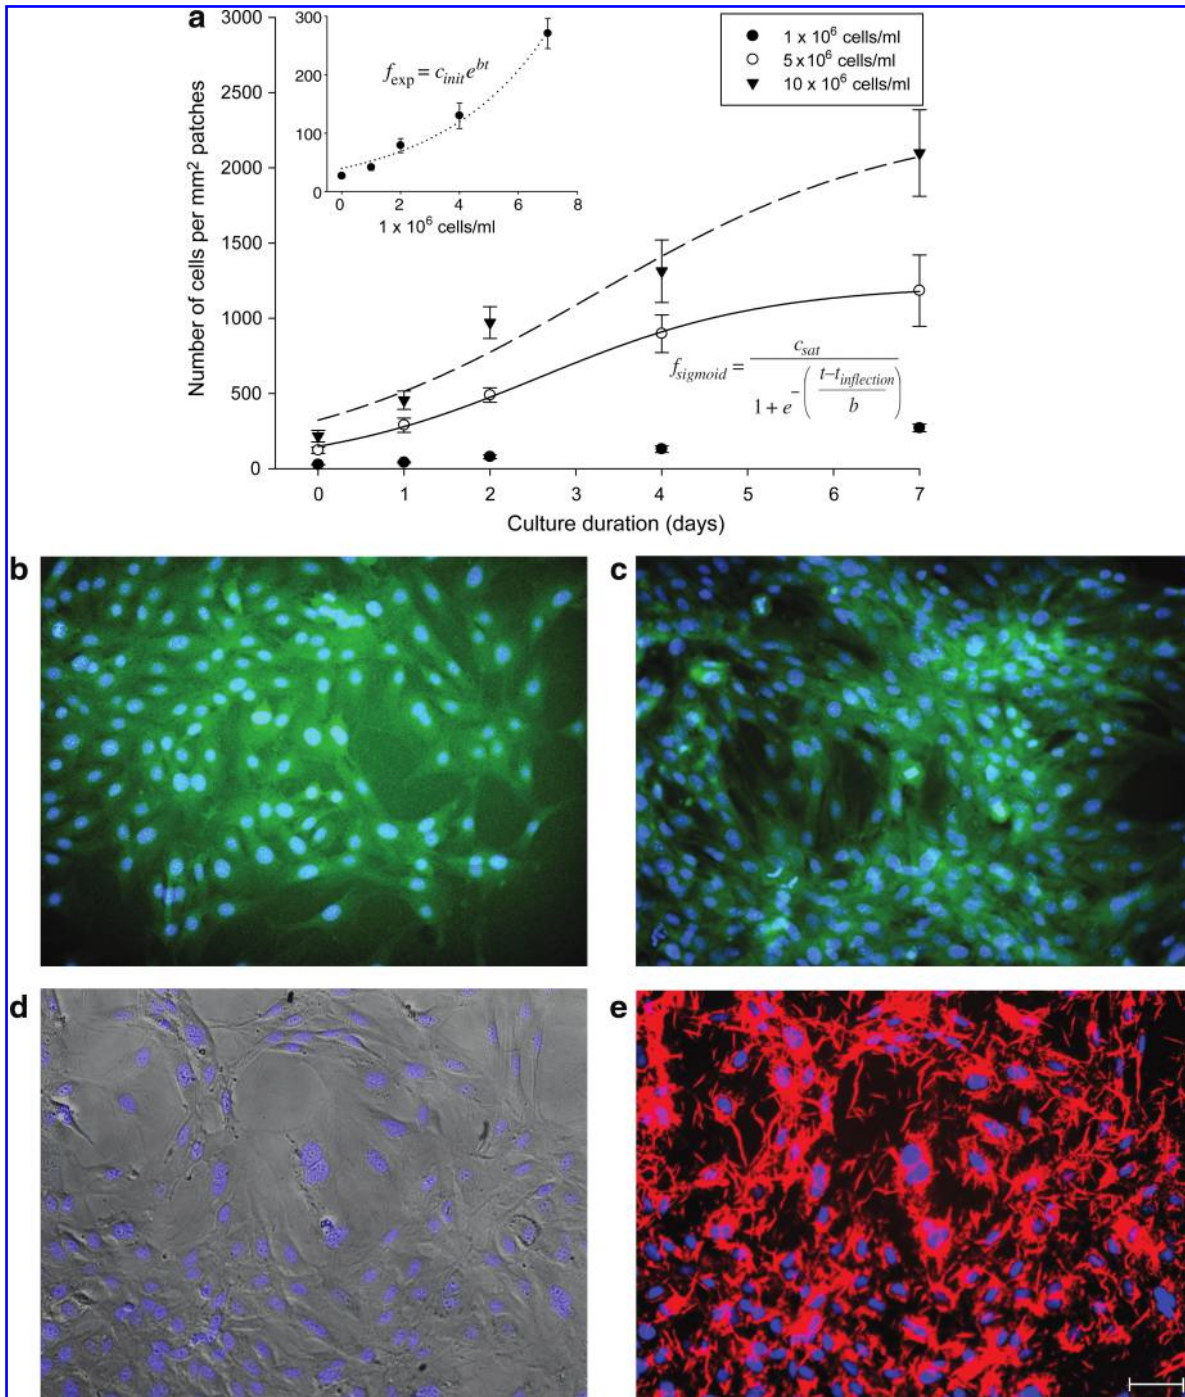 a
3000
2500
2000
1500
1000
500
0
Number of cells per mm² patches
300
200
100
0
f_exp = c_init e^bt
0 2 4 6 8
1 x 10⁶ cells/ml
1 x 10⁶ cells/ml
5 x 10⁶ cells/ml
10 x 10⁶ cells/ml
f_sigmoid = c_sat / (1 + e^-((t-t_inflection)/b))
0 1 2 3 4 5 6 7
Culture duration (days)
b
c
d
e